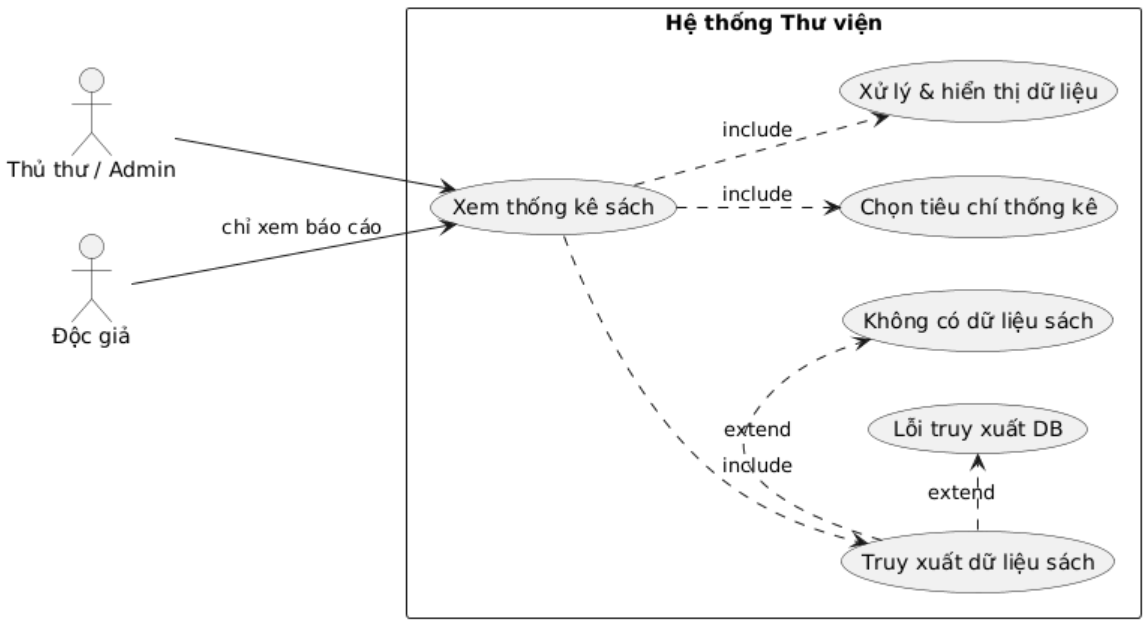 Hệ thống Thư viện
Xử lý & hiển thị dữ liệu
include
Thủ thư / Admin
include
Xem thống kê sách
Chọn tiêu chí thống kê
chỉ xem báo cáo
Độc giả
Không có dữ liệu sách
extend
Lỗi truy xuất DB
include
extend
Truy xuất dữ liệu sách